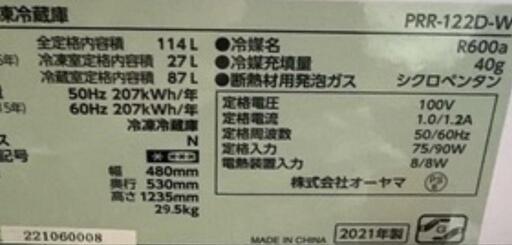 凍冷蔵庫
PRR-122D-W
全定格内容積 114L
冷凍室定格内容積 27L
冷蔵室定格内容積 87L
50Hz 207kWh/年
60Hz 207kWh/年
冷凍冷蔵庫
ス N
記号
幅 480mm
奥行 530mm
高さ 1235mm
29.5kg
221060008
●冷媒名 R600a
●冷媒充填量 40g
●断熱材用発泡ガス シクロペンタン
定格電圧 100V
定格電流 1.0/1.2A
定格周波数 50/60Hz
定格入力 75/90W
電熱装置入力 8/8W
株式会社オーヤマ
MADE IN CHINA
2021年製